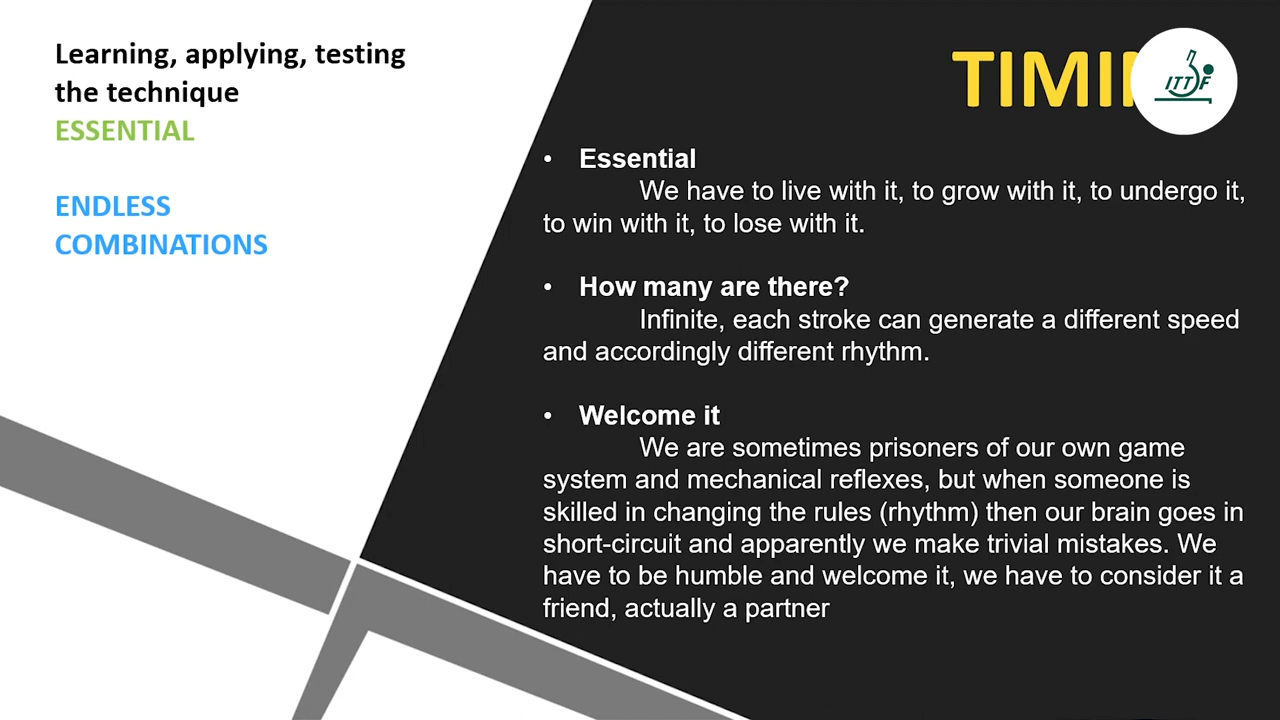 Learning, applying, testing
the technique
ESSENTIAL
ENDLESS
COMBINATIONS
ITTF
• Essential
We have to live with it, to grow with it, to undergo it,
to win with it, to lose with it.
• How many are there?
Infinite, each stroke can generate a different speed
and accordingly different rhythm.
• Welcome it
We are sometimes prisoners of our own game
system and mechanical reflexes, but when someone is
skilled in changing the rules (rhythm) then our brain goes in
short-circuit and apparently we make trivial mistakes. We
have to be humble and welcome it, we have to consider it a
friend, actually a partner